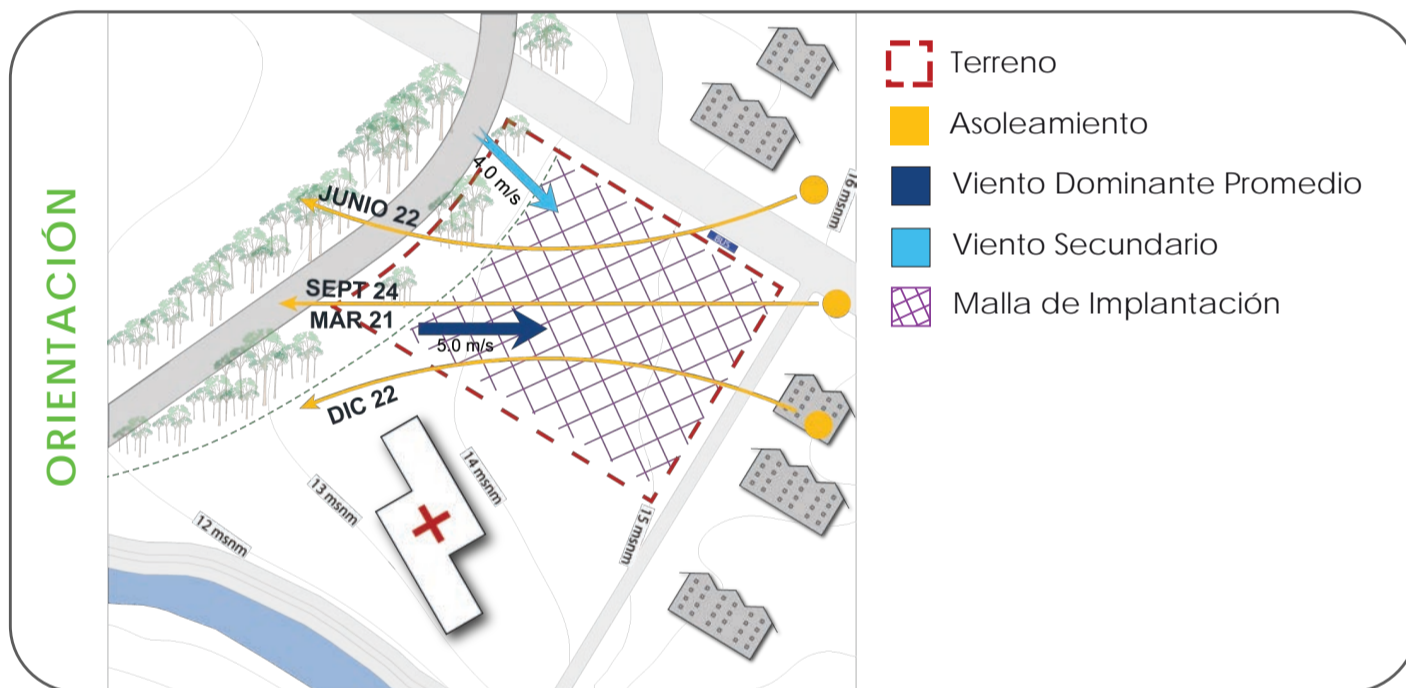 ORIENTACIÓN
4.0 m/s
JUNIO 22
SEPT 24
MAR 21
5.0 m/s
DIC 22
BUS
16 msnm
15 msnm
14 msnm
13 msnm
12 msnm
Terreno
Asoleamiento
Viento Dominante Promedio
Viento Secundario
Malla de Implantación